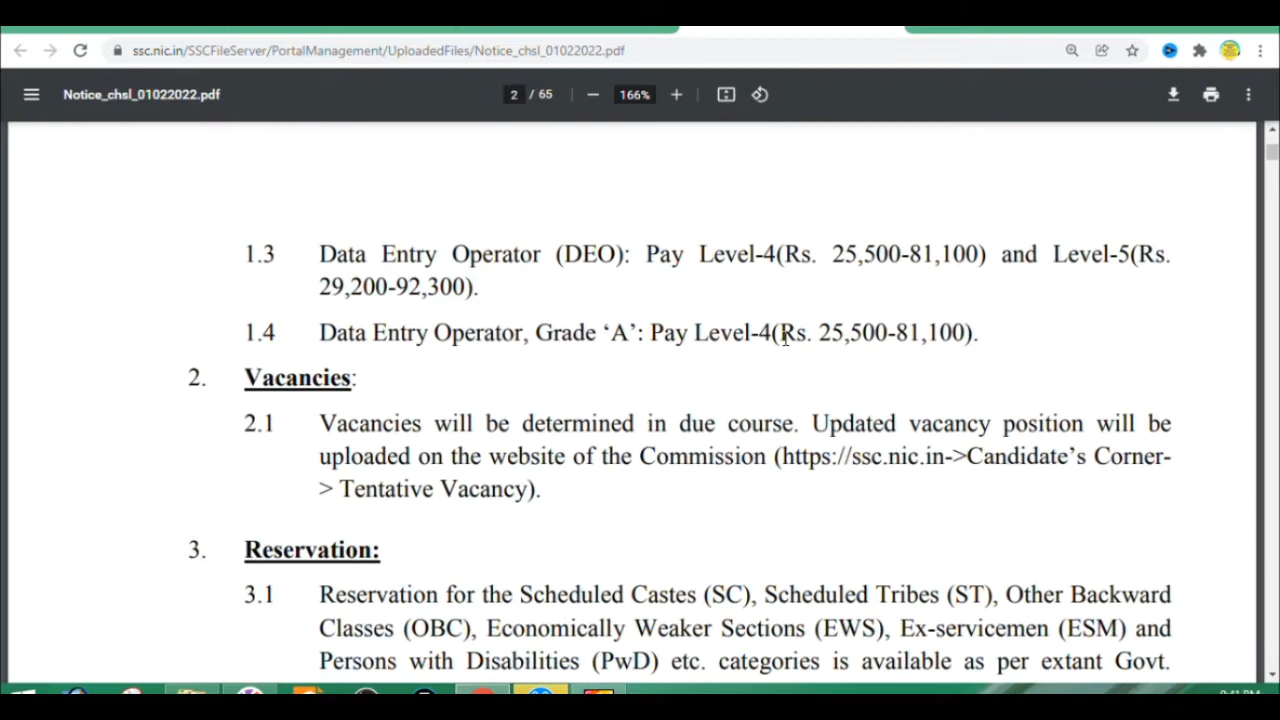 ssc.nic.in/SSCFileServer/PortalManagement/UploadedFiles/Notice_chsl_01022022.pdf
Notice_chsl_01022022.pdf 2 / 65 166%
1.3 Data Entry Operator (DEO): Pay Level-4(Rs. 25,500-81,100) and Level-5(Rs.
29,200-92,300).
1.4 Data Entry Operator, Grade ‘A’: Pay Level-4(Rs. 25,500-81,100).
2. Vacancies:
2.1 Vacancies will be determined in due course. Updated vacancy position will be
uploaded on the website of the Commission (https://ssc.nic.in->Candidate’s Corner-
> Tentative Vacancy).
3. Reservation:
3.1 Reservation for the Scheduled Castes (SC), Scheduled Tribes (ST), Other Backward
Classes (OBC), Economically Weaker Sections (EWS), Ex-servicemen (ESM) and
Persons with Disabilities (PwD) etc. categories is available as per extant Govt.